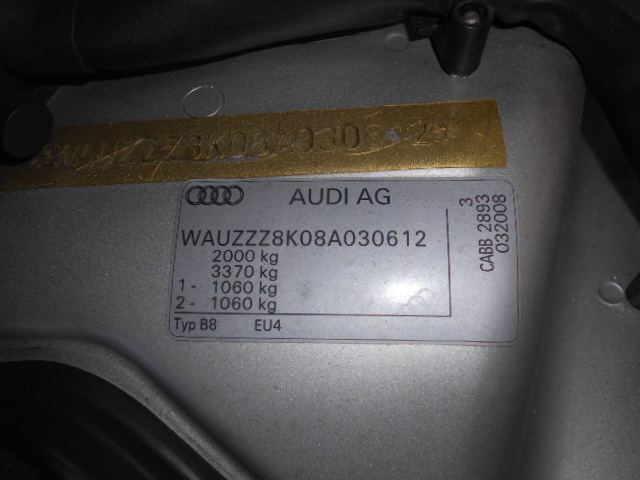 *WAUZZZ8K08A030612*
AUDI AG
WAUZZZ8K08A030612
2000 kg
3370 kg
1- 1060 kg
2- 1060 kg
Typ B8 EU4
3
CABB 2893
032008